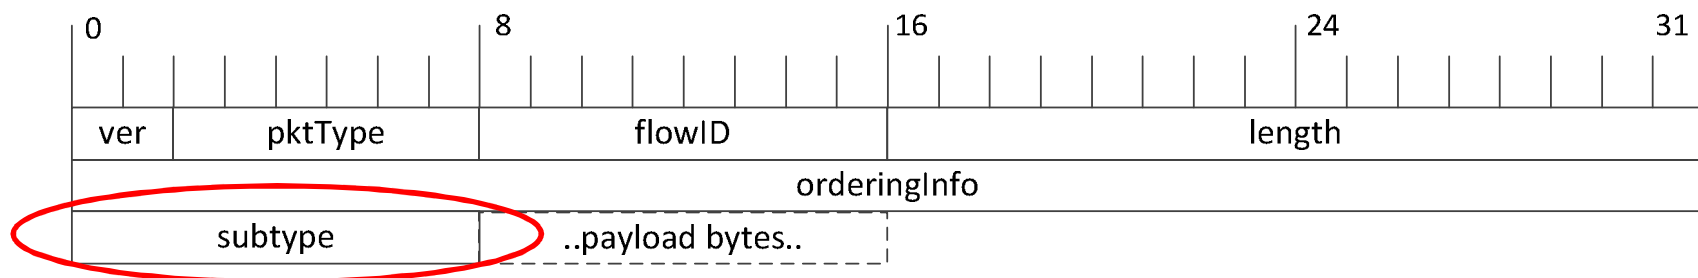 0 8 16 24 31
ver pktType flowID length
orderingInfo
subtype ..payload bytes..